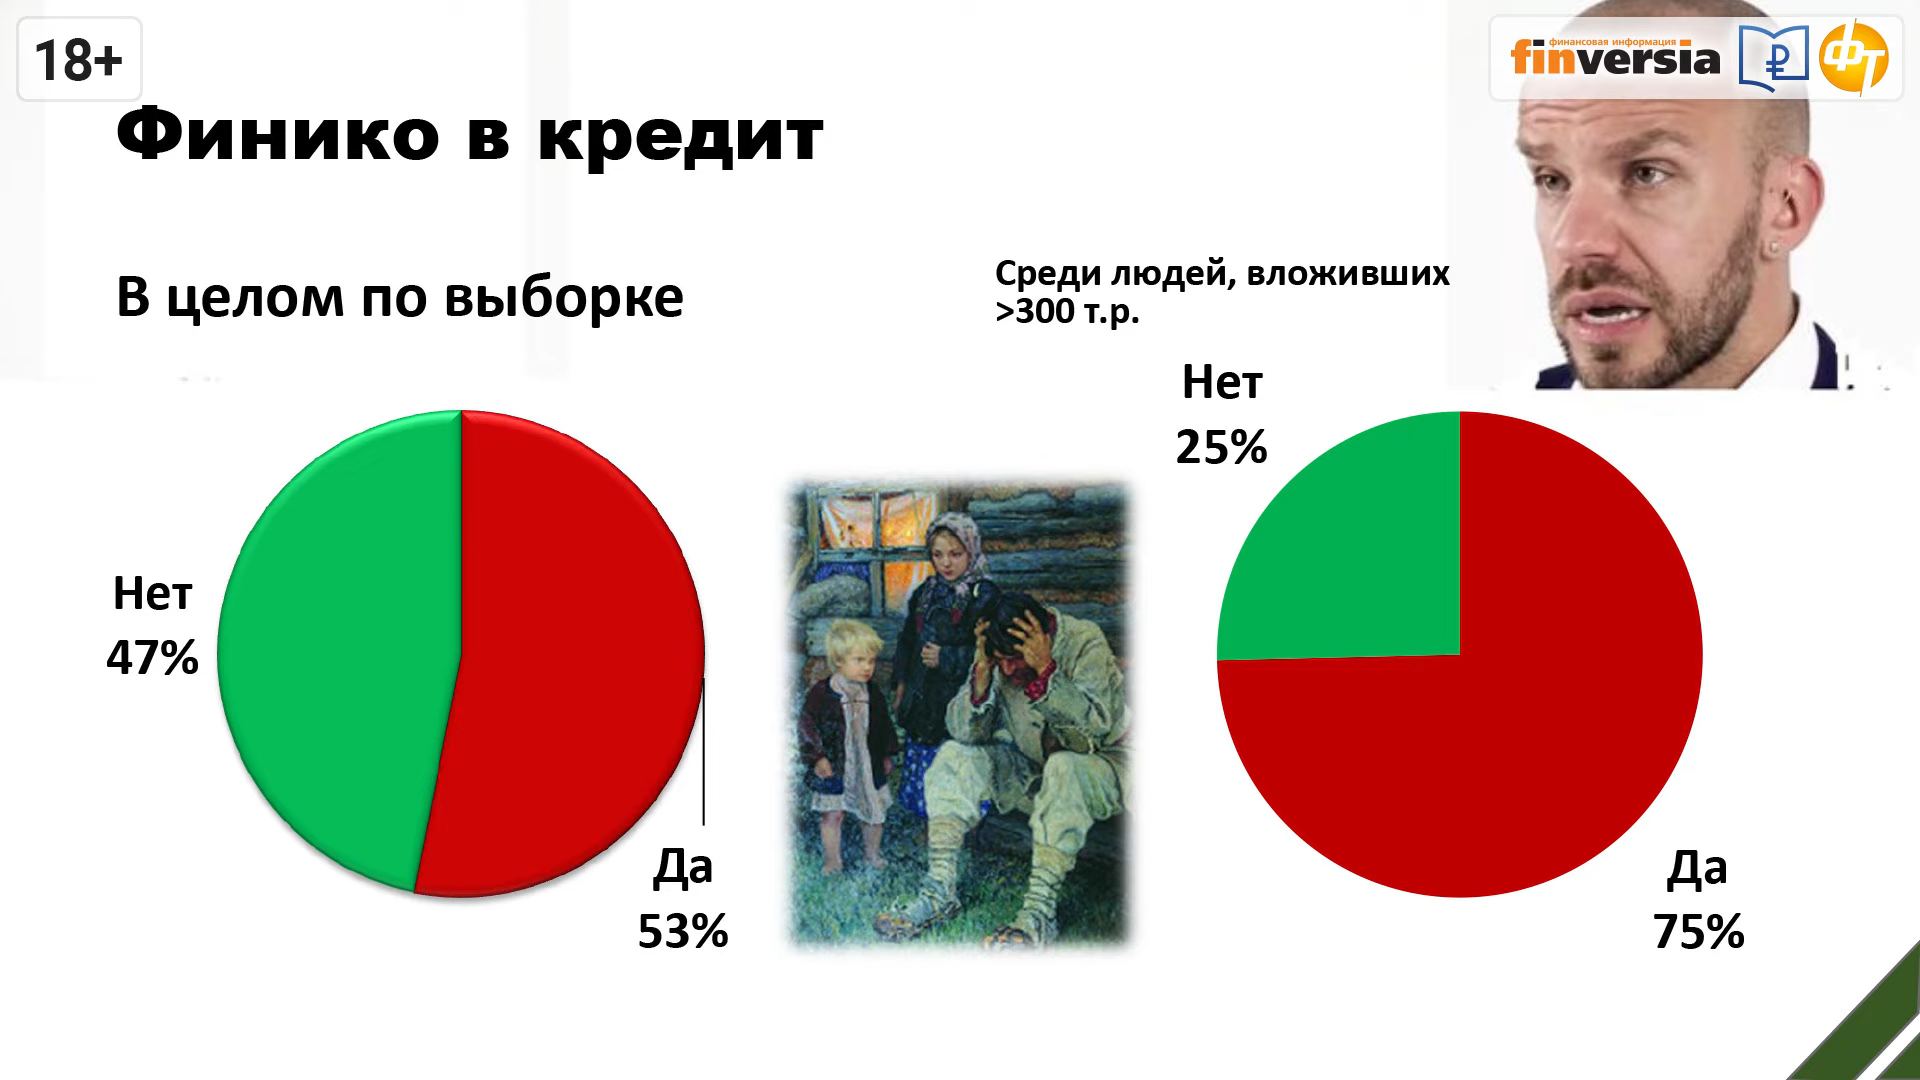 18+
финансовая информация
finversia
ФТ
Финико в кредит
В целом по выборке
Среди людей, вложивших
>300 т.р.
Нет
25%
Нет
47%
Да
53%
Да
75%